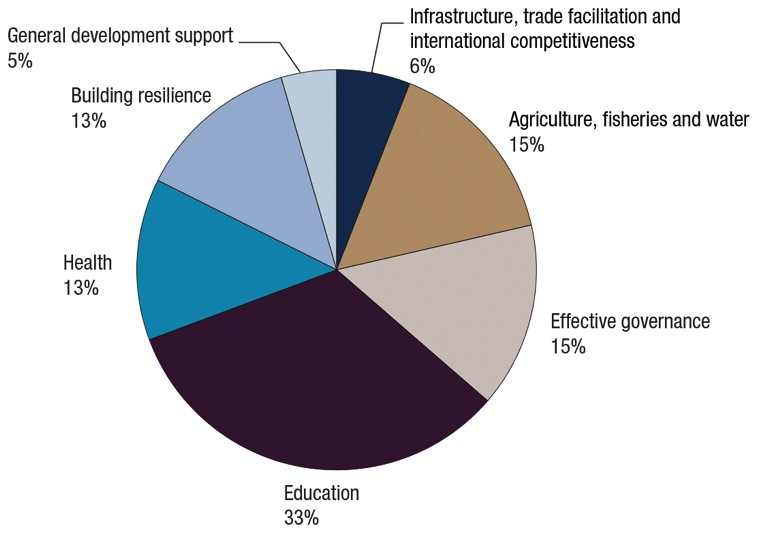 Infrastructure, trade facilitation and
international competitiveness
6%
General development support
5%
Building resilience
13%
Agriculture, fisheries and water
15%
Health
13%
Effective governance
15%
Education
33%